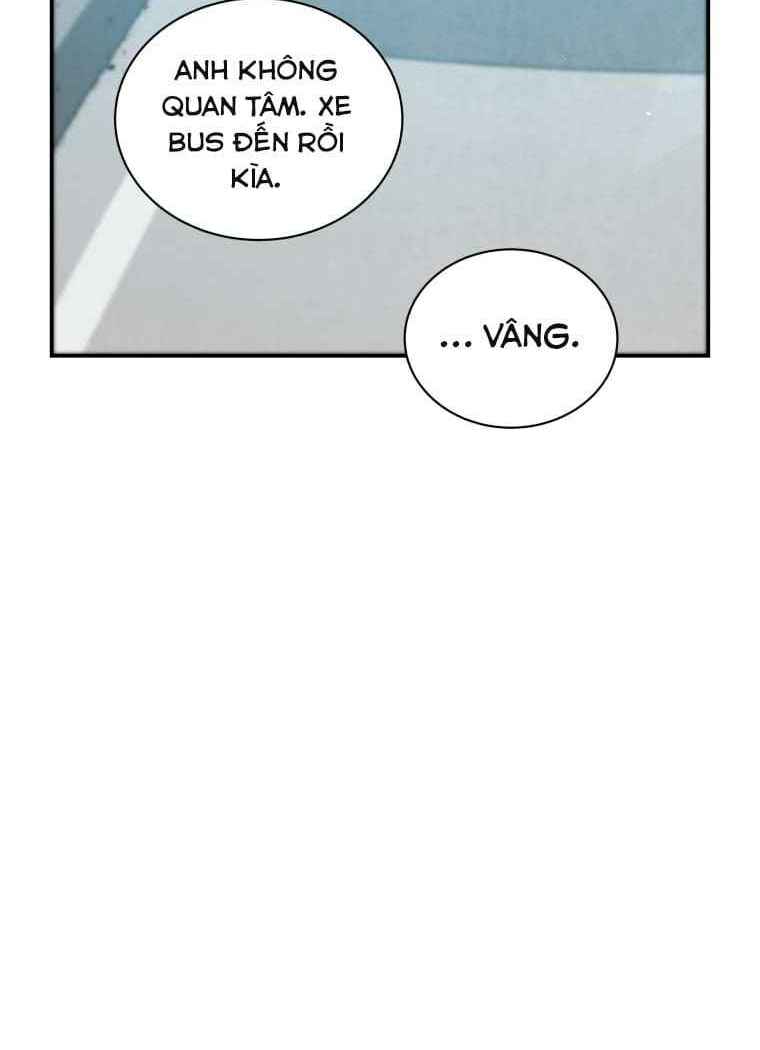 ANH KHÔNG
QUAN TÂM. XE
BUS ĐẾN RỒI
KÌA.
... VÂNG.